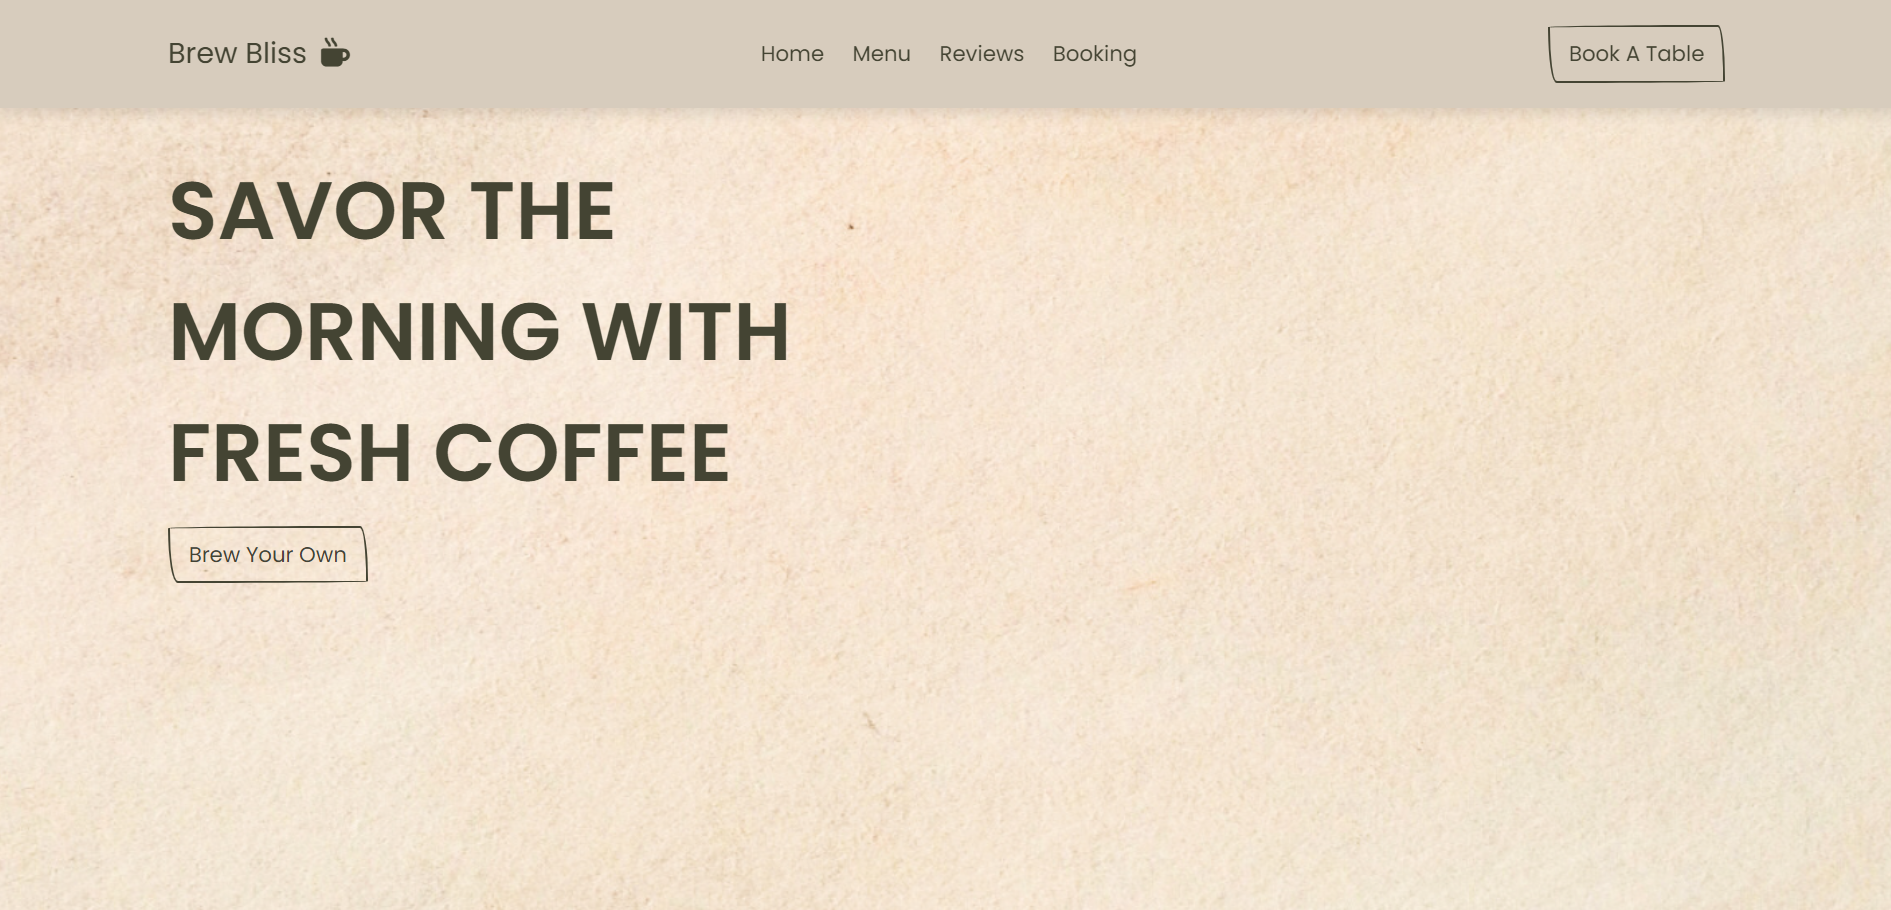 Brew Bliss
Home Menu Reviews Booking
Book A Table
SAVOR THE
MORNING WITH
FRESH COFFEE
Brew Your Own